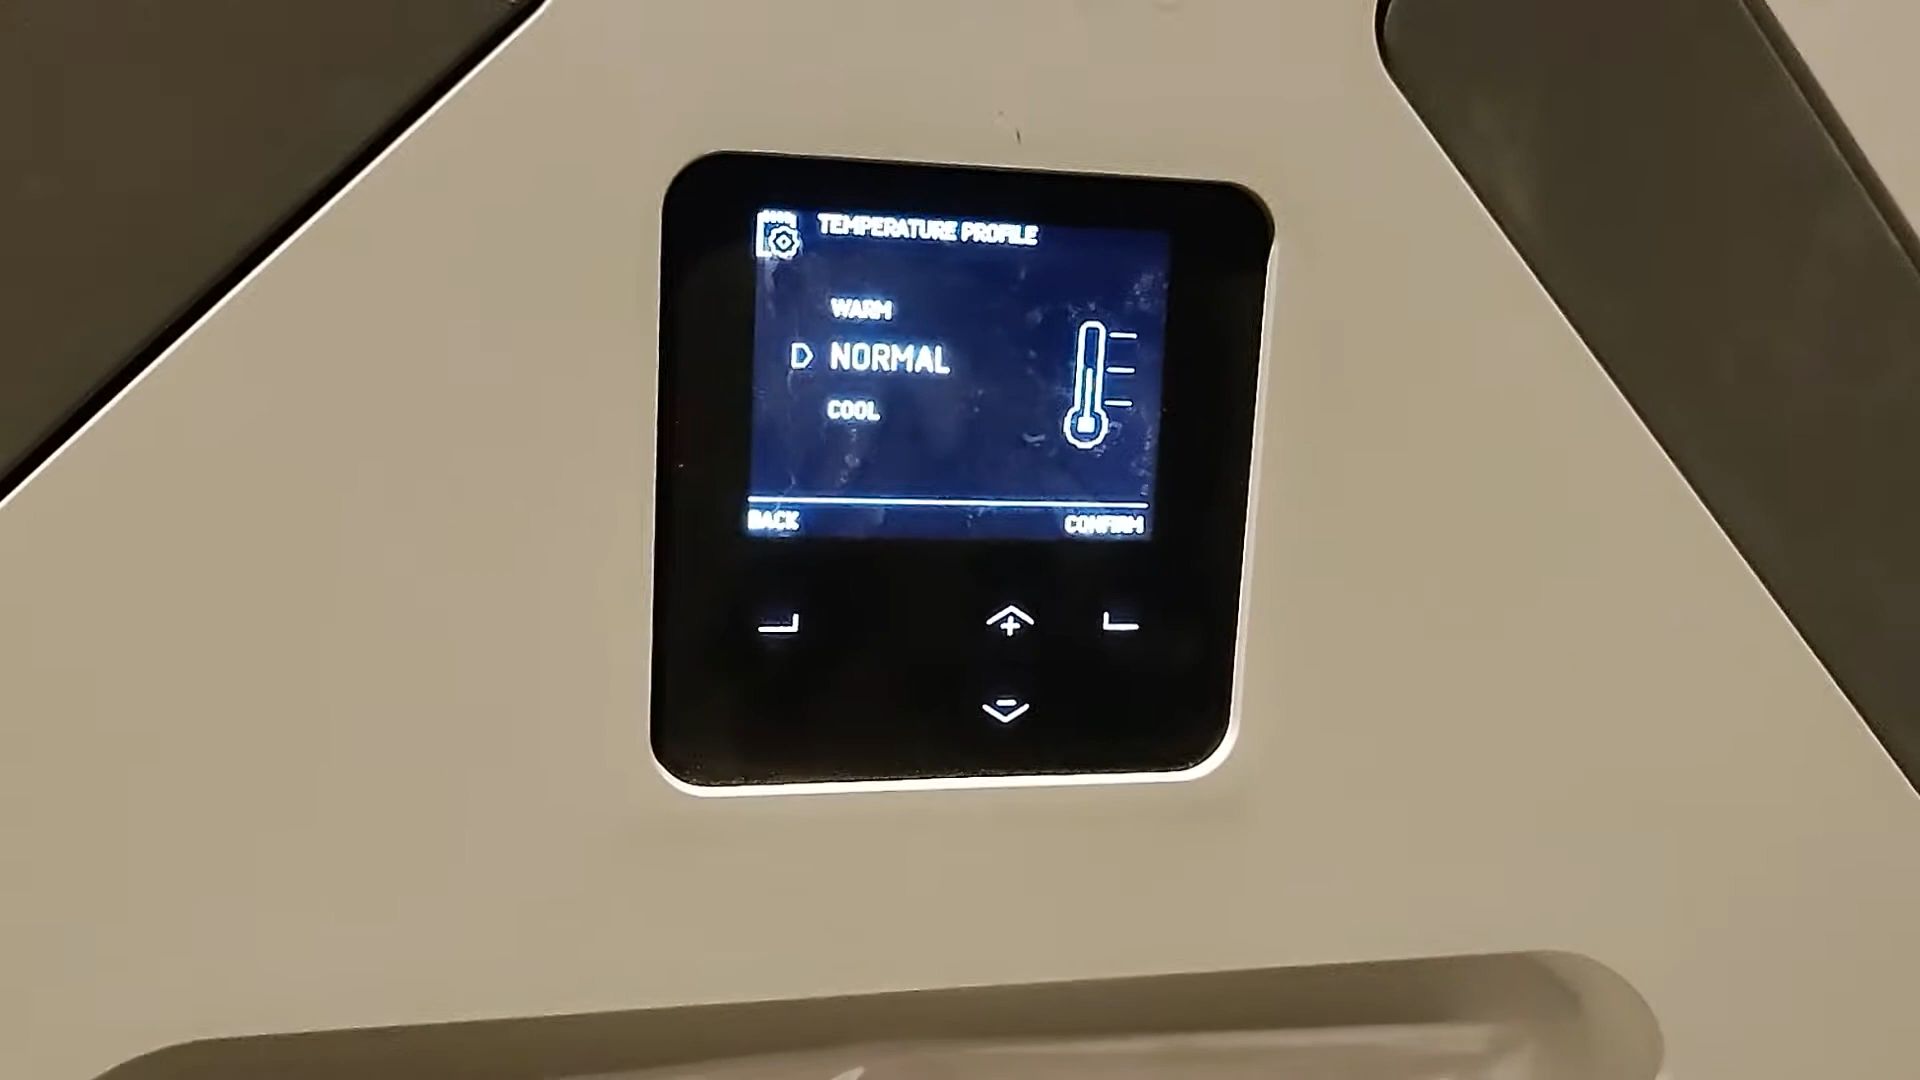 TEMPERATURE PROFILE
WARM
NORMAL
COOL
BACK CONFIRM